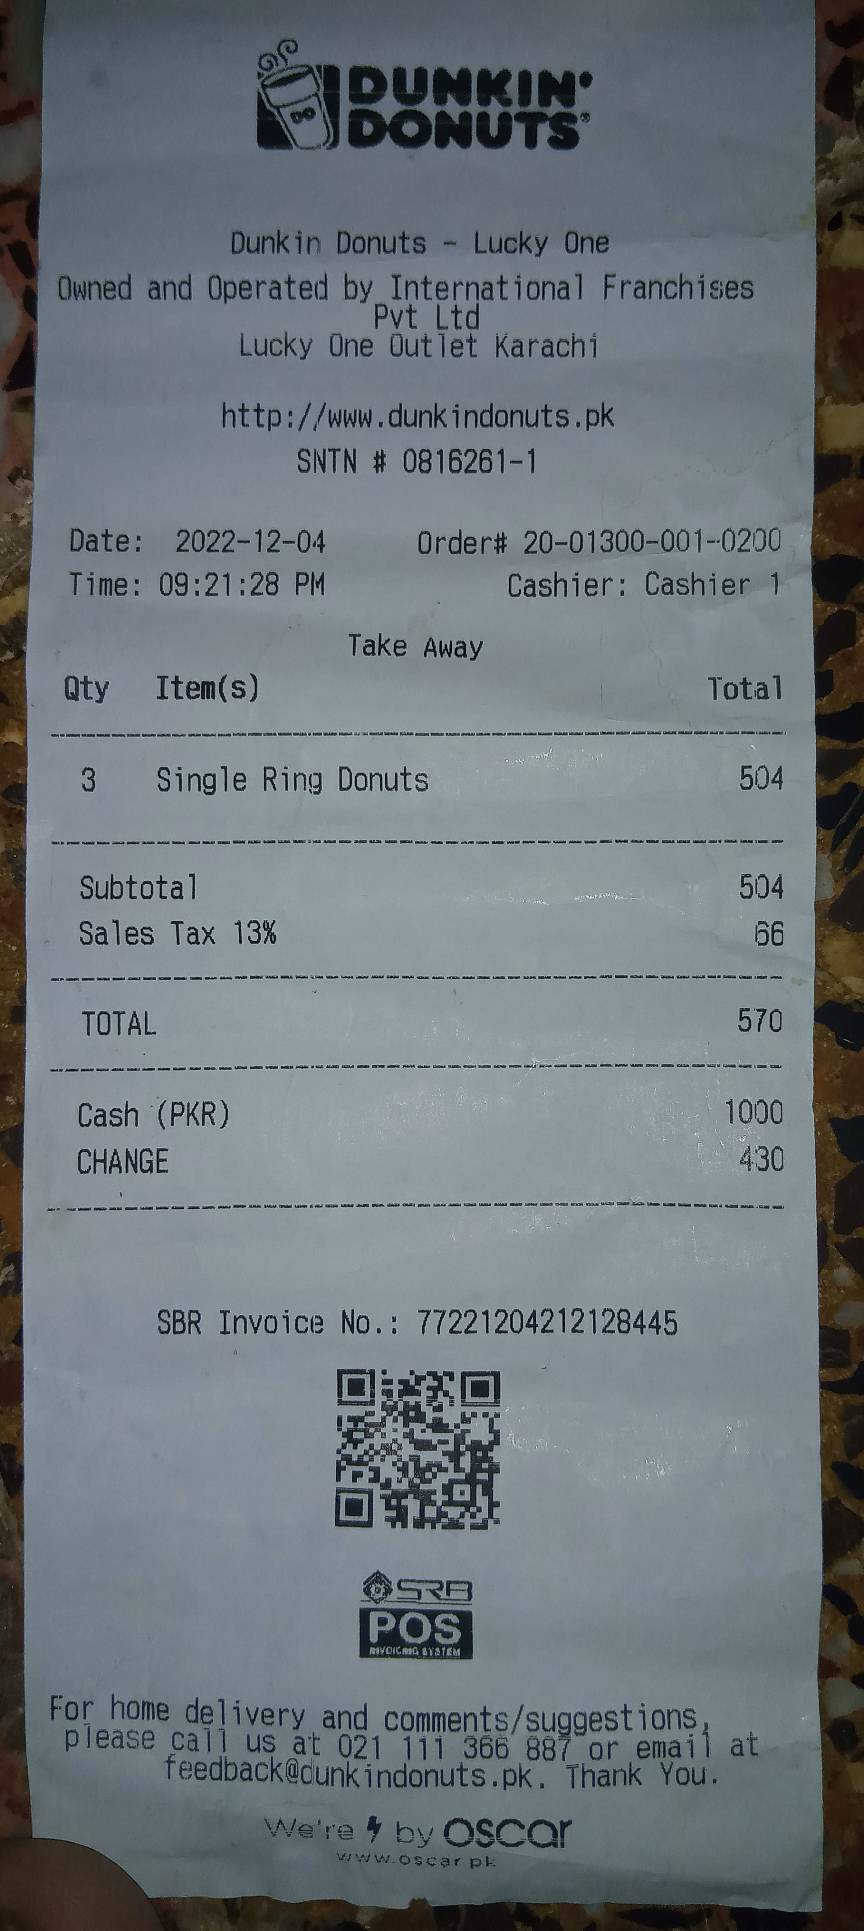 DUNKIN'
DONUTS®
Dunkin Donuts - Lucky One
Owned and Operated by International Franchises
Pvt Ltd
Lucky One Outlet Karachi
http://www.dunkindonuts.pk
SNTN # 0816261-1
Date: 2022-12-04 Order# 20-01300-001-0200
Time: 09:21:28 PM Cashier: Cashier 1
Take Away
Qty Item(s) Total
3 Single Ring Donuts 504
Subtotal 504
Sales Tax 13% 66
TOTAL 570
Cash (PKR) 1000
CHANGE 430
SBR Invoice No.: 77221204212128445
SRB
POS
INVOICING SYSTEM
For home delivery and comments/suggestions,
please call us at 021 111 366 887 or email at
feedback@dunkindonuts.pk. Thank You.
We're by OSCAR
www.oscar.pk